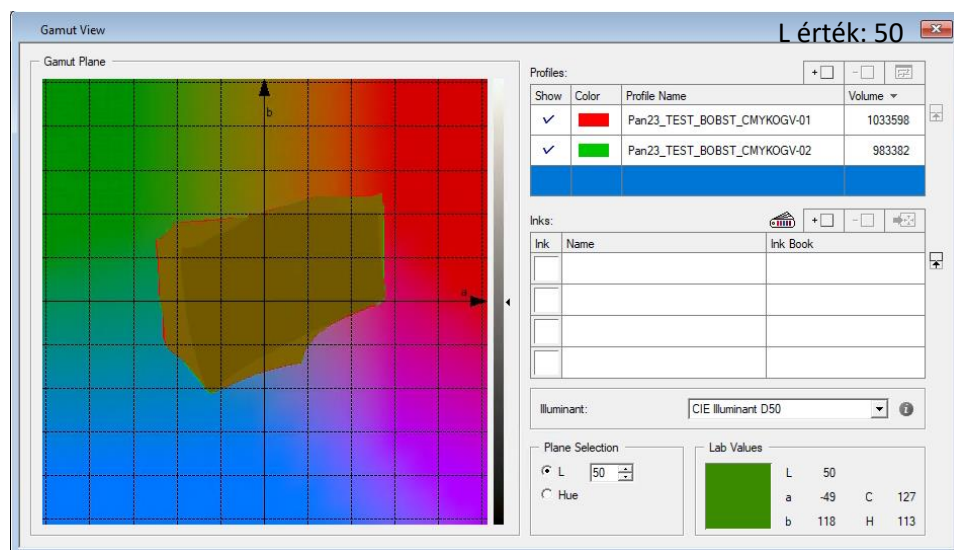 Gamut View
L érték: 50
Gamut Plane
b
a
Profiles:
Show Color Profile Name Volume
Pan23_TEST_BOBST_CMYKOGV-01 1033598
Pan23_TEST_BOBST_CMYKOGV-02 983382
Inks:
Ink Name Ink Book
Illuminant: CIE Illuminant D50
Plane Selection
L 50
Hue
Lab Values
L 50
a -49 C 127
b 118 H 113